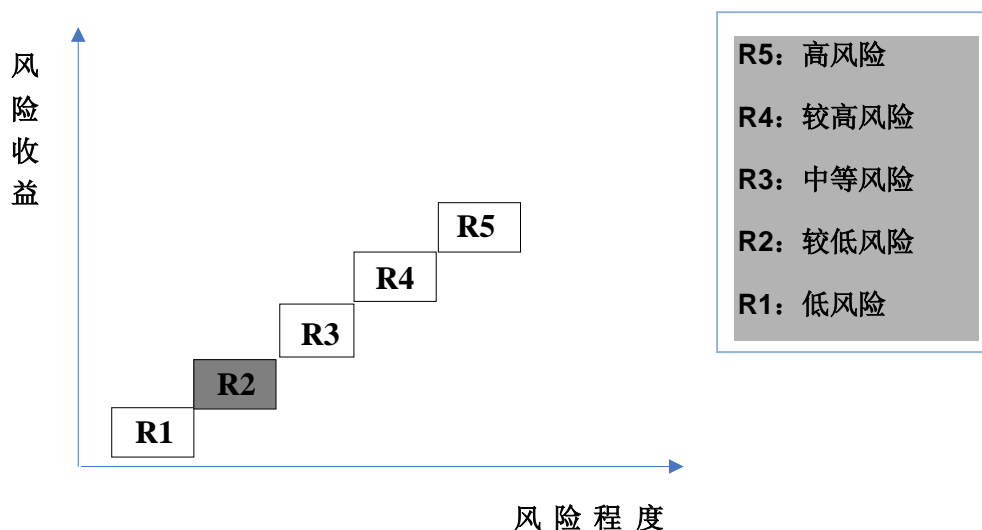 风险收益
R5
R4
R3
R2
R1
风 险 程 度
R5：高风险
R4：较高风险
R3：中等风险
R2：较低风险
R1：低风险